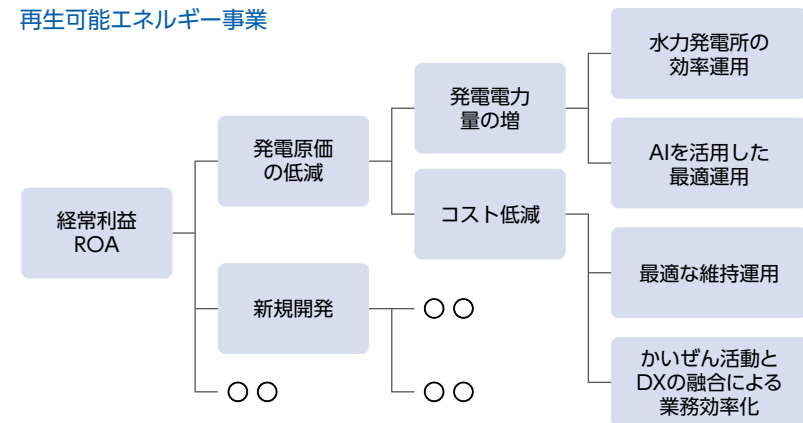 再生可能エネルギー事業
経常利益
ROA
発電原価
の低減
新規開発
○○
発電電力
量の増
コスト低減
○○
○○
水力発電所の
効率運用
AIを活用した
最適運用
最適な維持運用
かいぜん活動と
DXの融合による
業務効率化